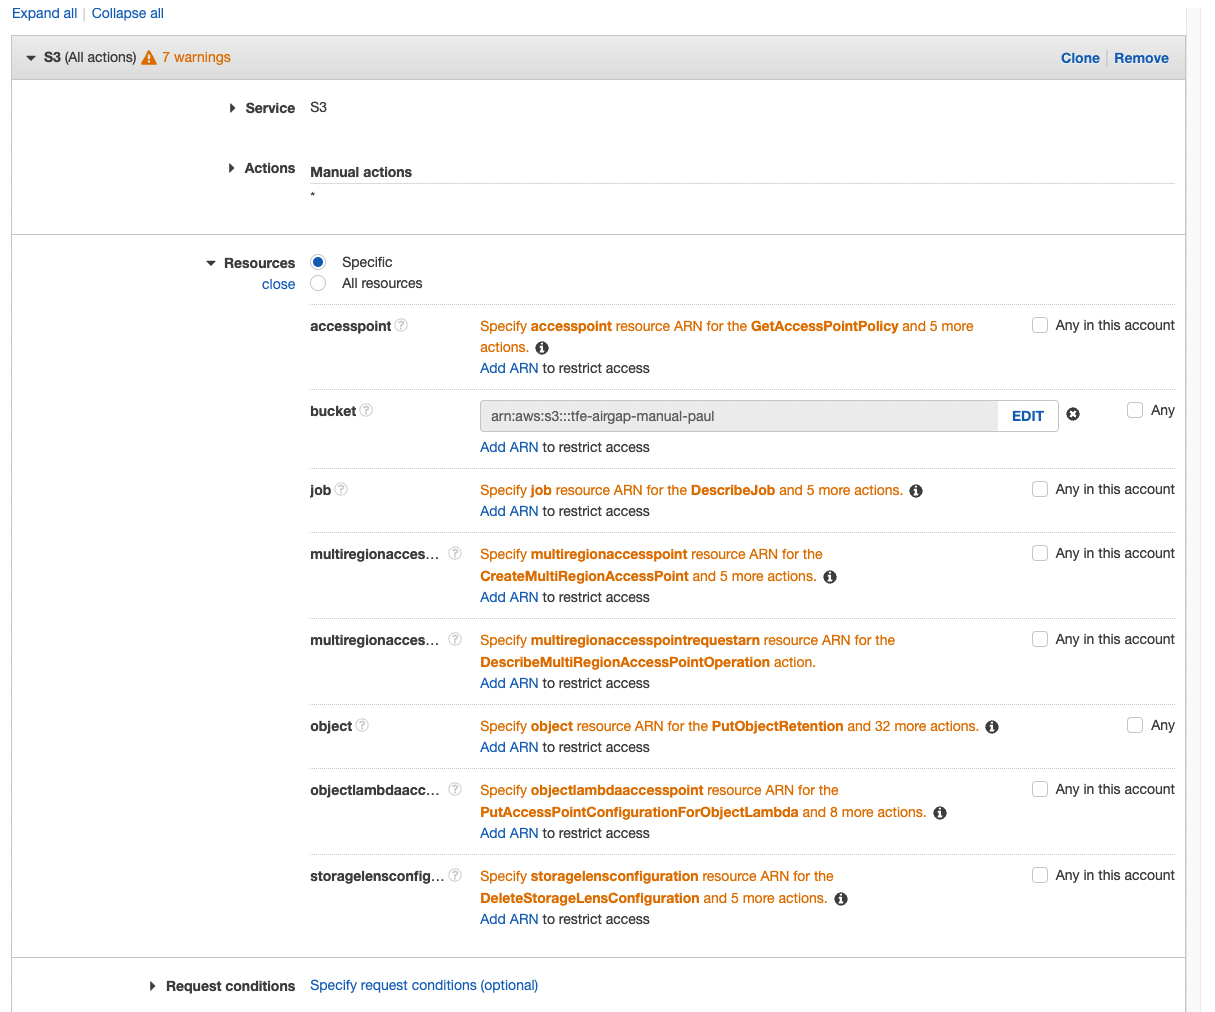 Expand all | Collapse all
S3 (All actions) 7 warnings
Clone | Remove
Service S3
Actions Manual actions
*
Resources Specific
close All resources
accesspoint Specify accesspoint resource ARN for the GetAccessPointPolicy and 5 more Any in this account
actions.
Add ARN to restrict access
bucket arn:aws:s3:::tfe-airgap-manual-paul EDIT Any
Add ARN to restrict access
job Specify job resource ARN for the DescribeJob and 5 more actions. Any in this account
Add ARN to restrict access
multiregionacces... Specify multiregionaccesspoint resource ARN for the Any in this account
CreateMultiRegionAccessPoint and 5 more actions.
Add ARN to restrict access
multiregionacces... Specify multiregionaccesspointrequestarn resource ARN for the Any in this account
DescribeMultiRegionAccessPointOperation action.
Add ARN to restrict access
object Specify object resource ARN for the PutObjectRetention and 32 more actions. Any
Add ARN to restrict access
objectlambdaacc... Specify objectlambdaaccesspoint resource ARN for the Any in this account
PutAccessPointConfigurationForObjectLambda and 8 more actions.
Add ARN to restrict access
storagelensconfig... Specify storagelensconfiguration resource ARN for the Any in this account
DeleteStorageLensConfiguration and 5 more actions.
Add ARN to restrict access
Request conditions Specify request conditions (optional)